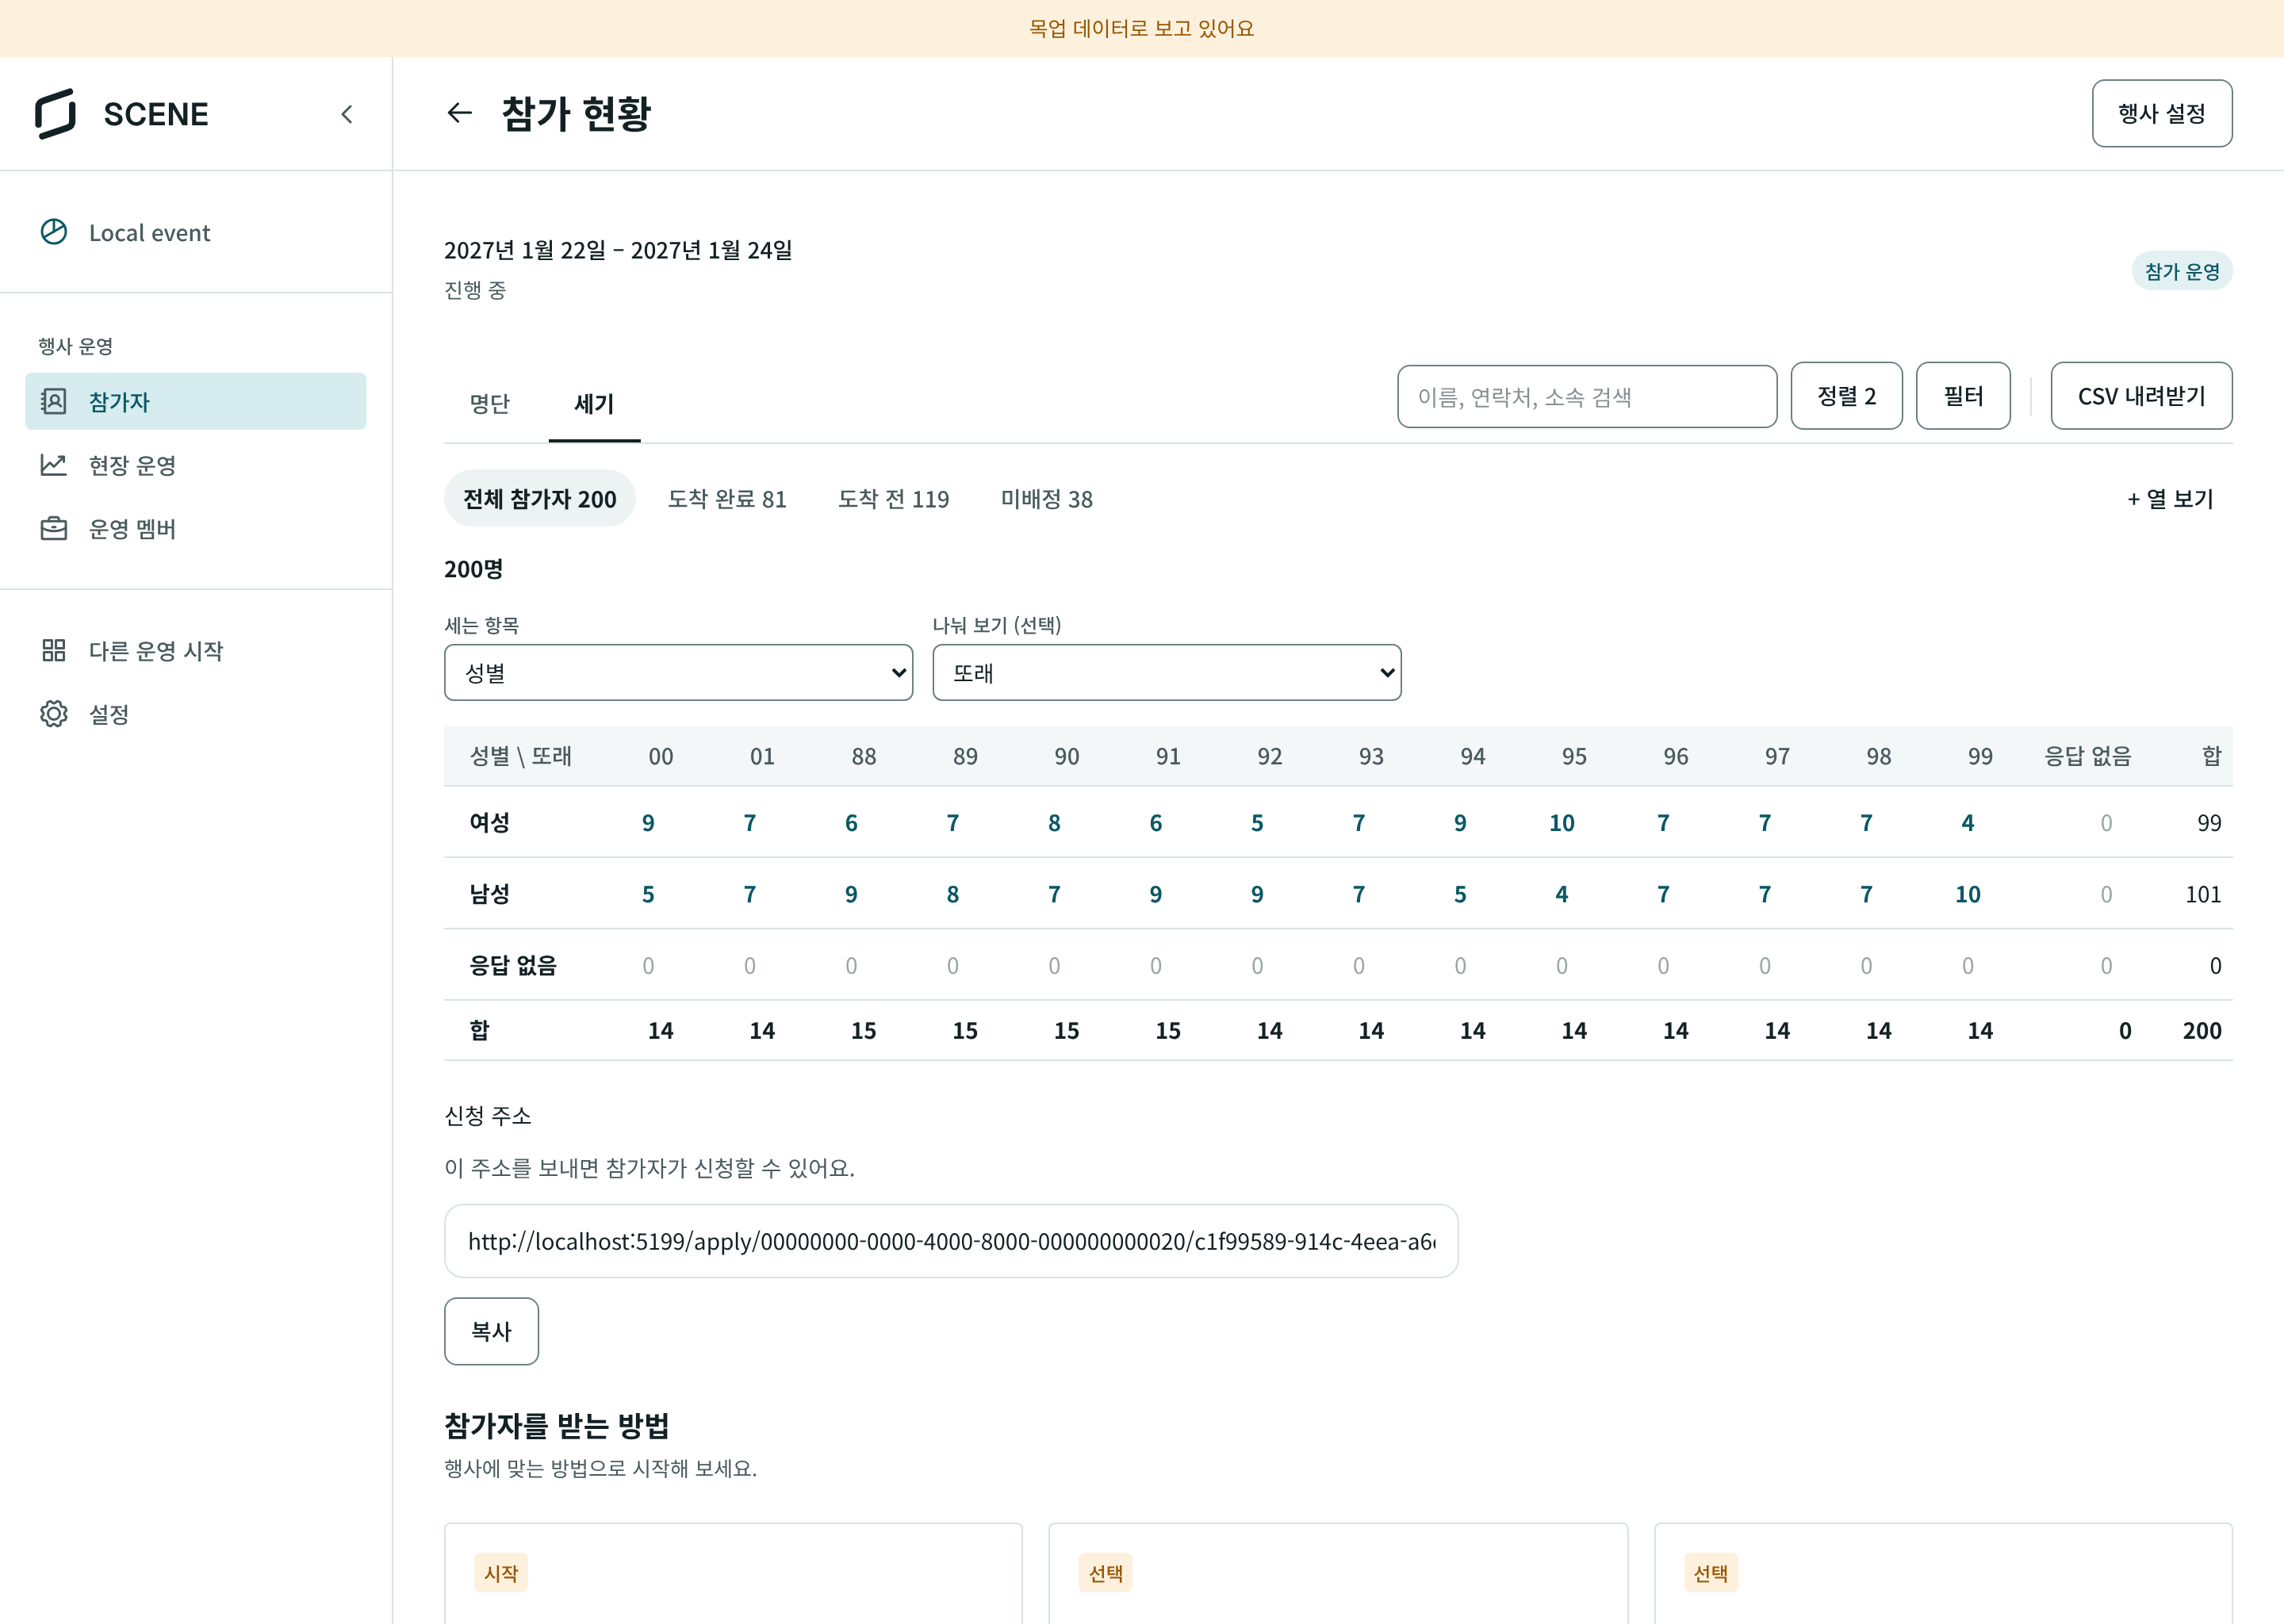 목업 데이터로 보고 있어요
SCENE
참가 현황
행사 설정
Local event
2027년 1월 22일 – 2027년 1월 24일
진행 중
참가 운영
행사 운영
참가자
현장 운영
운영 멤버
다른 운영 시작
설정
명단 세기
이름, 연락처, 소속 검색
정렬 2
필터
CSV 내려받기
전체 참가자 200 도착 완료 81 도착 전 119 미배정 38
+ 열 보기
200명
세는 항목 나눠 보기 (선택)
성별 또래
성별 \ 또래 00 01 88 89 90 91 92 93 94 95 96 97 98 99 응답 없음 합
여성 9 7 6 7 8 6 5 7 9 10 7 7 7 4 0 99
남성 5 7 9 8 7 9 9 7 5 4 7 7 7 10 0 101
응답 없음 0 0 0 0 0 0 0 0 0 0 0 0 0 0 0 0
합 14 14 15 15 15 15 14 14 14 14 14 14 14 14 0 200
신청 주소
이 주소를 보내면 참가자가 신청할 수 있어요.
http://localhost:5199/apply/00000000-0000-4000-8000-000000000020/c1f99589-914c-4eea-a6
복사
참가자를 받는 방법
행사에 맞는 방법으로 시작해 보세요.
시작 선택 선택